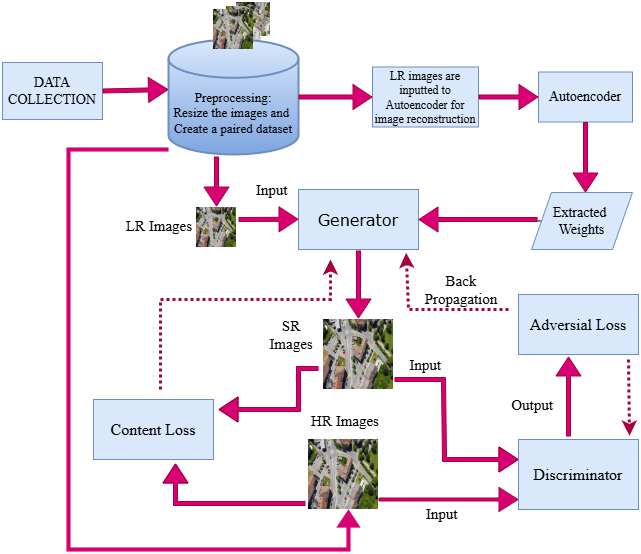 DATA
COLLECTION
Preprocessing:
Resize the images and
Create a paired dataset
LR images are
inputted to
Autoencoder for
image reconstruction
Autoencoder
Input
LR Images
Generator
Extracted
Weights
Back
Propagation
SR
Images
Adversial Loss
Input
Output
HR Images
Content Loss
Discriminator
Input